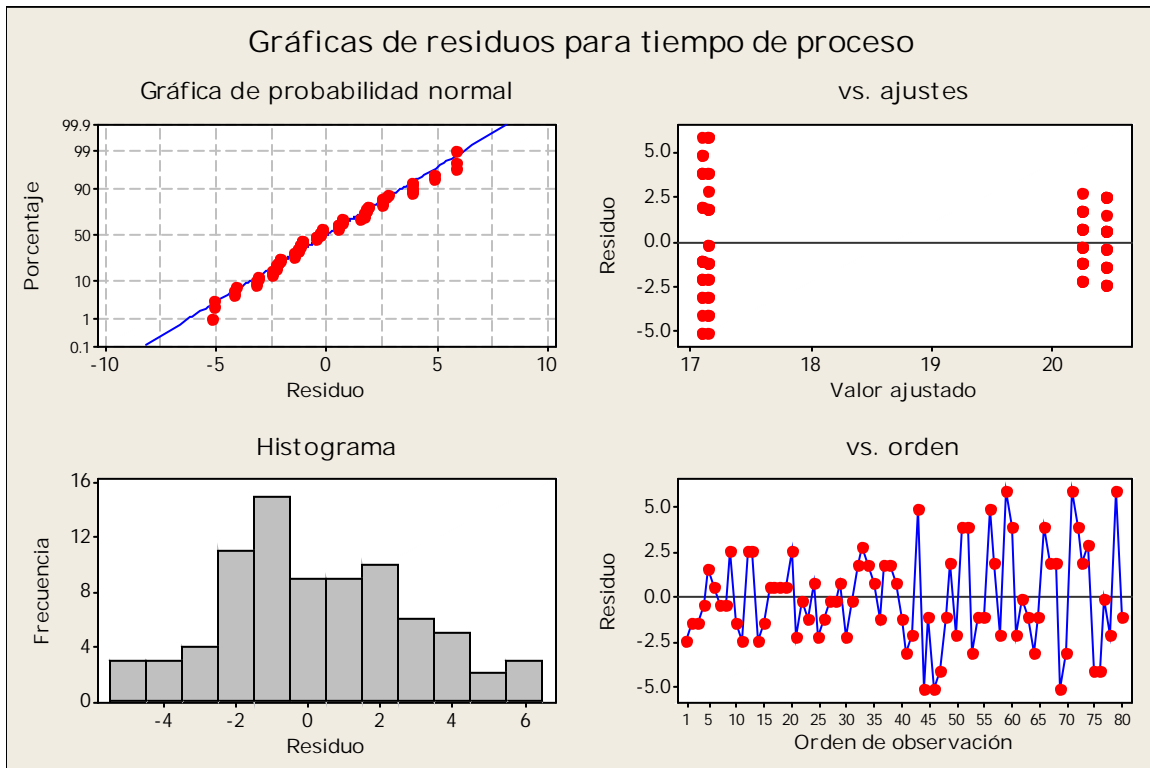 Gráficas de residuos para tiempo de proceso
Gráfica de probabilidad normal
99.9
99
90
50
10
1
0.1
Porcentaje
-10 -5 0 5 10
Residuo
vs. ajustes
5.0
2.5
0.0
-2.5
-5.0
Residuo
17 18 19 20
Valor ajustado
Histograma
16
12
8
4
0
Frecuencia
-4 -2 0 2 4 6
Residuo
vs. orden
5.0
2.5
0.0
-2.5
-5.0
Residuo
1 5 10 15 20 25 30 35 40 45 50 55 60 65 70 75 80
Orden de observación